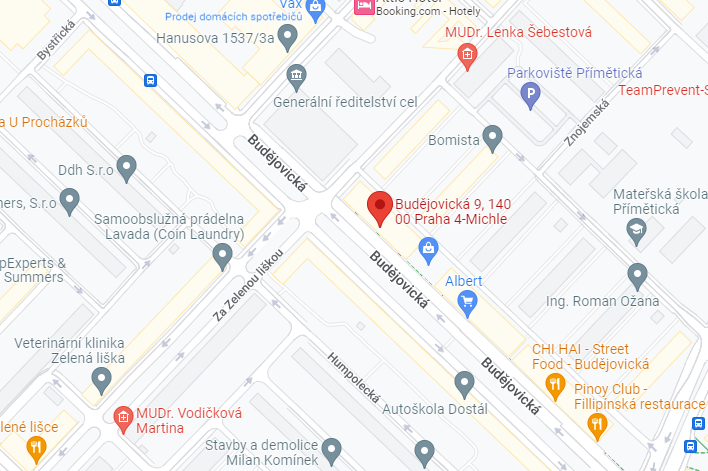 Vax
Prodej domácích spotřebičů
Booking.com - Hotely
Hanusova 1537/3a
Bystřická
MUDr. Lenka Šebestová
Parkoviště Přímětická
P
TeamPrevent-S
Generální ředitelství cel
Znojemská
a U Procházků
Bomista
Budějovická
Ddh S.r.o
ners, S.r.o
Budějovická 9, 140
00 Praha 4-Michle
Mateřská škola
Přímětická
Samoobslužná prádelna
Lavada (Coin Laundry)
pExperts &
Summers
Za Zelenou liškou
Budějovická
Albert
Ing. Roman Ožana
Veterinární klinika
Zelená liška
Humpolecká
CHI HAI - Street
Food - Budějovická
Budějovická
Pinoy Club -
Fillipínská restaurace
Autoškola Dostál
MUDr. Vodičková
Martina
lené lišce
Stavby a demolice
Milan Komínek